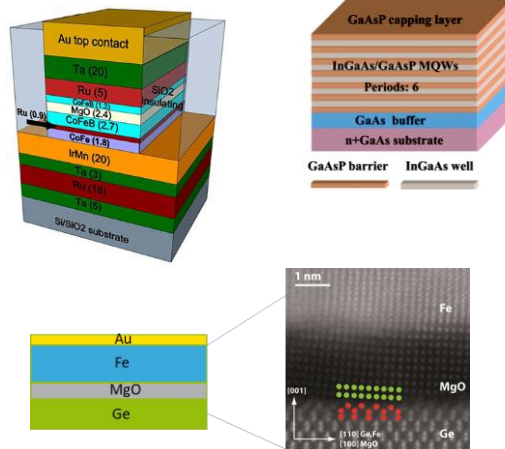 Au top contact
Ta (20)
Ru (5)
CoFeB (1.5)
MgO (2.4)
CoFeB (2.7)
CoFe (1.8)
Ru (0.9)
SiO2
insulating
IrMn (20)
Ta (3)
Ru (18)
Ta (5)
Si/SiO2 substrate
GaAsP capping layer
InGaAs/GaAsP MQWs
Periods: 6
GaAs buffer
n+GaAs substrate
GaAsP barrier
InGaAs well
Au
Fe
MgO
Ge
1 nm
Fe
MgO
[001]
[110] Ge,Fe
[100] MgO
Ge